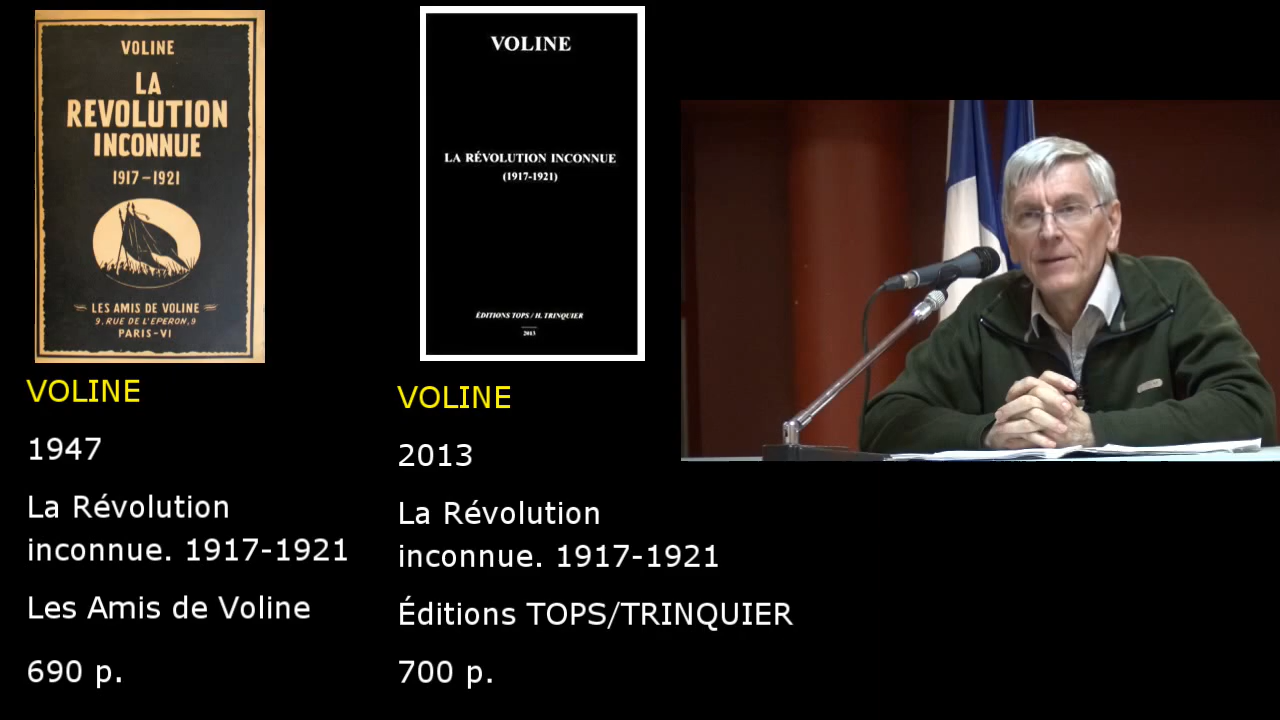 VOLINE
LA
REVOLUTION
INCONNUE
1917-1921
LES AMIS DE VOLINE
9, RUE DE L'EPERON, 9
PARIS-VI
VOLINE
1947
La Révolution
inconnue. 1917-1921
Les Amis de Voline
690 p.
VOLINE
LA RÉVOLUTION INCONNUE
(1917-1921)
ÉDITIONS TOPS / H. TRINQUIER
2013
VOLINE
2013
La Révolution
inconnue. 1917-1921
Éditions TOPS/TRINQUIER
700 p.